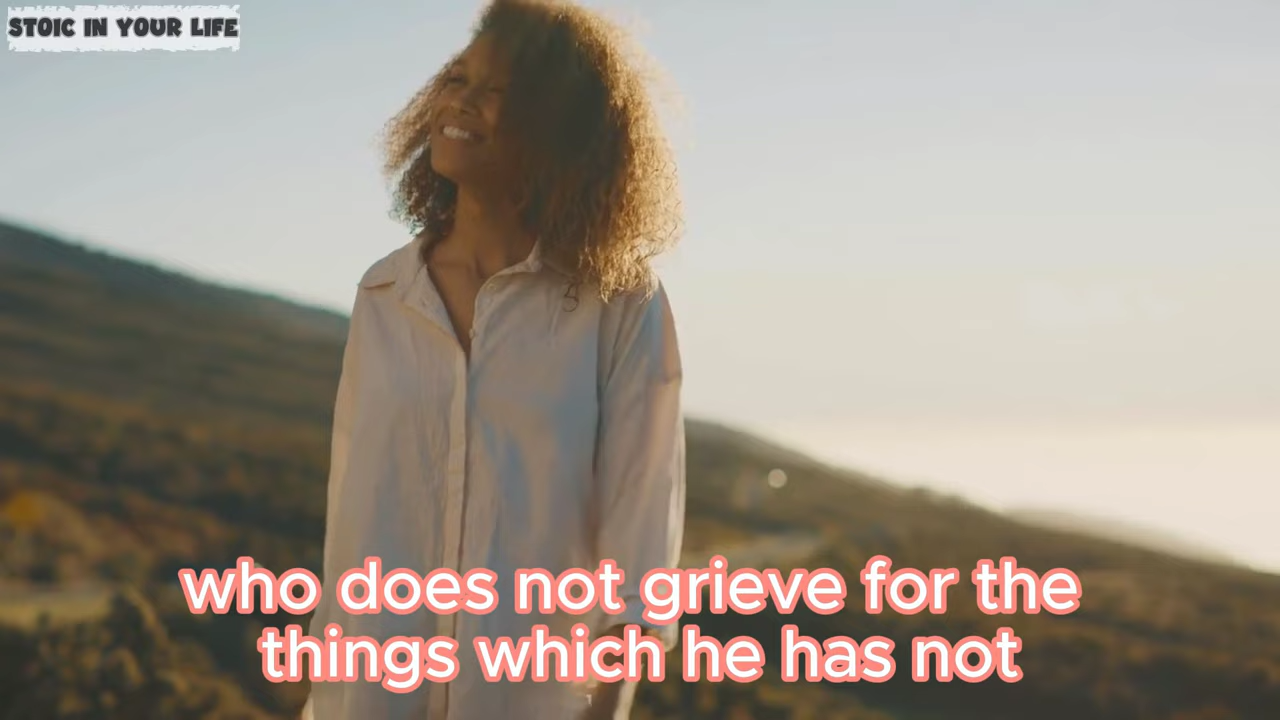 STOIC IN YOUR LIFE
who does not grieve for the
things which he has not